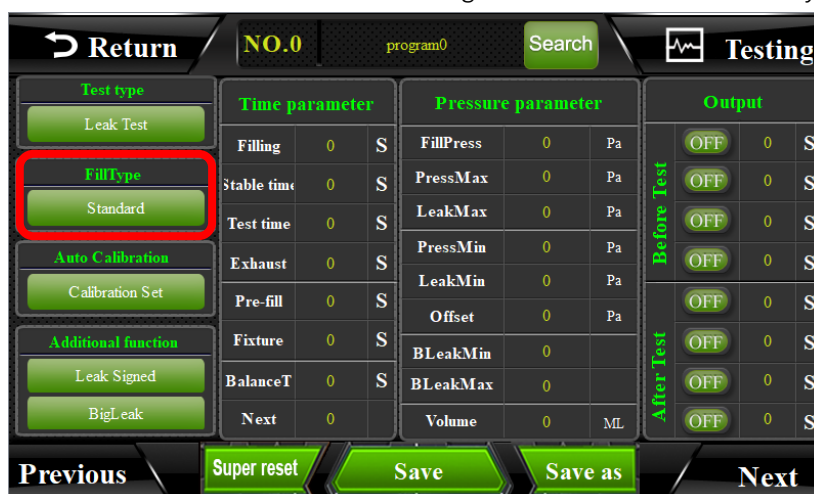 Return NO.0 program0 Search Testing
Test type
Leak Test
FillType
Standard
Auto Calibration
Calibration Set
Additional function
Leak Signed
BigLeak
Time parameter
Filling 0 S
Stable time 0 S
Test time 0 S
Exhaust 0 S
Pre-fill 0 S
Fixture 0 S
BalanceT 0 S
Next 0
Pressure parameter
FillPress 0 Pa
PressMax 0 Pa
LeakMax 0 Pa
PressMin 0 Pa
LeakMin 0 Pa
Offset 0 Pa
BLeakMin 0
BLeakMax 0
Volume 0 ML
Output
Before Test
OFF 0 S
OFF 0 S
OFF 0 S
OFF 0 S
After Test
OFF 0 S
OFF 0 S
OFF 0 S
OFF 0 S
Previous Super reset Save Save as Next